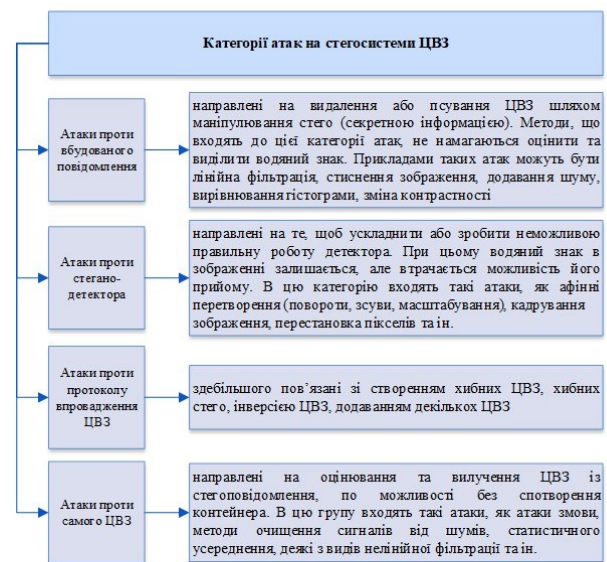 Категорії атак на стегосистеми ЦВЗ
Атаки проти
вбудованого
повідомлення
направлені на видалення або псування ЦВЗ шляхом
маніпулювання стего (секретною інформацією). Методи, що
входять до цієї категорії атак, не намагаються оцінити та
виділити водяний знак. Прикладами таких атак можуть бути
лінійна фільтрація, стиснення зображення, додавання шуму,
вирівнювання гістограми, зміна контрастності
Атаки проти
стегано-
детектора
направлені на те, щоб ускладнити або зробити неможливою
правильну роботу детектора. При цьому водяний знак в
зображенні залишається, але втрачається можливість його
прийому. В цю категорію входять такі атаки, як афінні
перетворення (повороти, зсуви, масштабування), кадрування
зображення, перестановка пікселів та ін.
Атаки проти
протоколу
впровадження
ЦВЗ
здебільшого пов’язані зі створенням хибних ЦВЗ, хибних
стего, інверсією ЦВЗ, додаванням декількох ЦВЗ
Атаки проти
самого ЦВЗ
направлені на оцінювання та вилучення ЦВЗ із
стегоповідомлення, по можливості без спотворення
контейнера. В цю групу входять такі атаки, як атаки змови,
методи очищення сигналів від шумів, статистичного
усереднення, деякі з видів нелінійної фільтрації та ін.